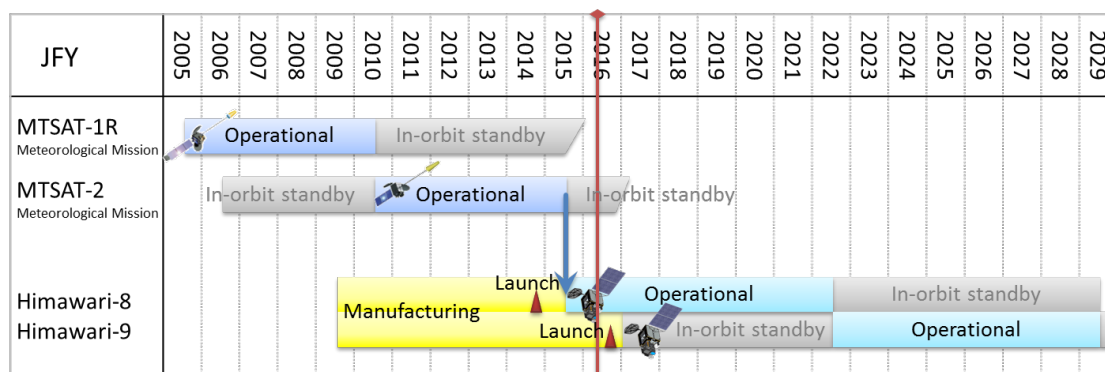 JFY
2005
2006
2007
2008
2009
2010
2011
2012
2013
2014
2015
2016
2017
2018
2019
2020
2021
2022
2023
2024
2025
2026
2027
2028
2029
MTSAT-1R
Meteorological Mission
Operational
In-orbit standby
MTSAT-2
Meteorological Mission
In-orbit standby
Operational
In-orbit standby
Himawari-8
Himawari-9
Manufacturing
Launch
Operational
In-orbit standby
Launch
In-orbit standby
Operational